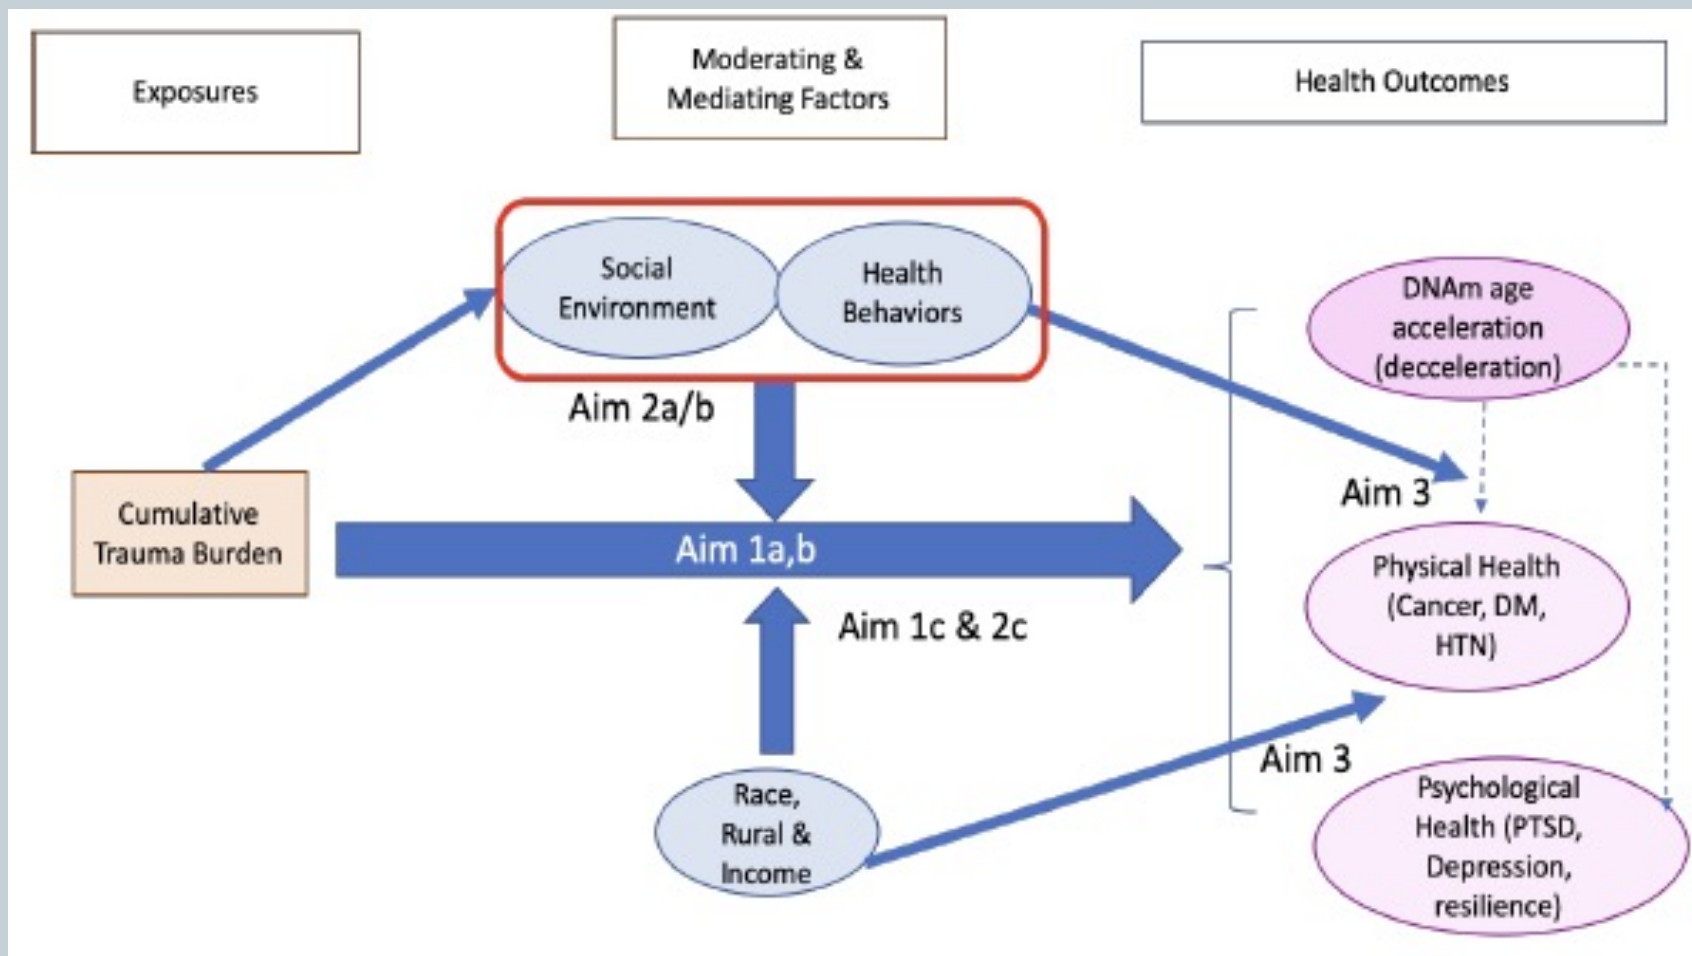 Exposures
Moderating &
Mediating Factors
Health Outcomes
Social
Environment
Health
Behaviors
DNAm age
acceleration
(decceleration)
Aim 2a/b
Cumulative
Trauma Burden
Aim 1a,b
Aim 3
Physical Health
(Cancer, DM,
HTN)
Aim 1c & 2c
Race,
Rural &
Income
Aim 3
Psychological
Health (PTSD,
Depression,
resilience)